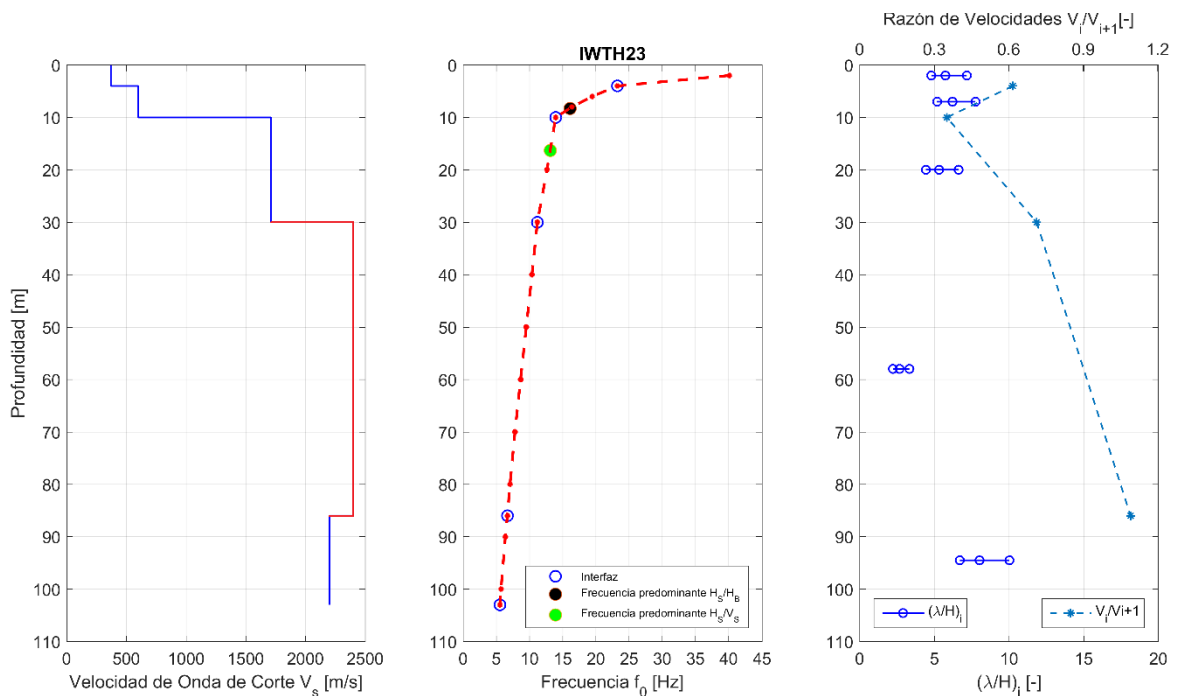 Razón de Velocidades V_i/V_{i+1}[-]
0 0.3 0.6 0.9 1.2
IWTH23
0
10
20
30
40
50
60
70
80
90
100
110
Profundidad [m]
0 500 1000 1500 2000 2500
Velocidad de Onda de Corte V_s [m/s]
0
10
20
30
40
50
60
70
80
90
100
110
Interfaz
Frecuencia predominante H_S/H_B
Frecuencia predominante H_S/V_S
0 5 10 15 20 25 30 35 40 45
Frecuencia f_0 [Hz]
0
10
20
30
40
50
60
70
80
90
100
110
(λ/H)_i
V_i/Vi+1
0 5 10 15 20
(λ/H)_i [-]